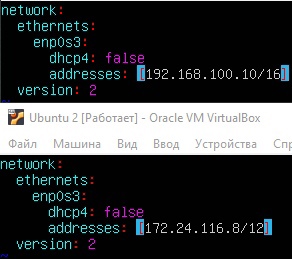 network:
  ethernets:
    enp0s3:
      dhcp4: false
      addresses: [192.168.100.10/16]
  version: 2
Ubuntu 2 [Работает] - Oracle VM VirtualBox
Файл Машина Вид Ввод Устройства
network:
  ethernets:
    enp0s3:
      dhcp4: false
      addresses: [172.24.116.8/12]
  version: 2